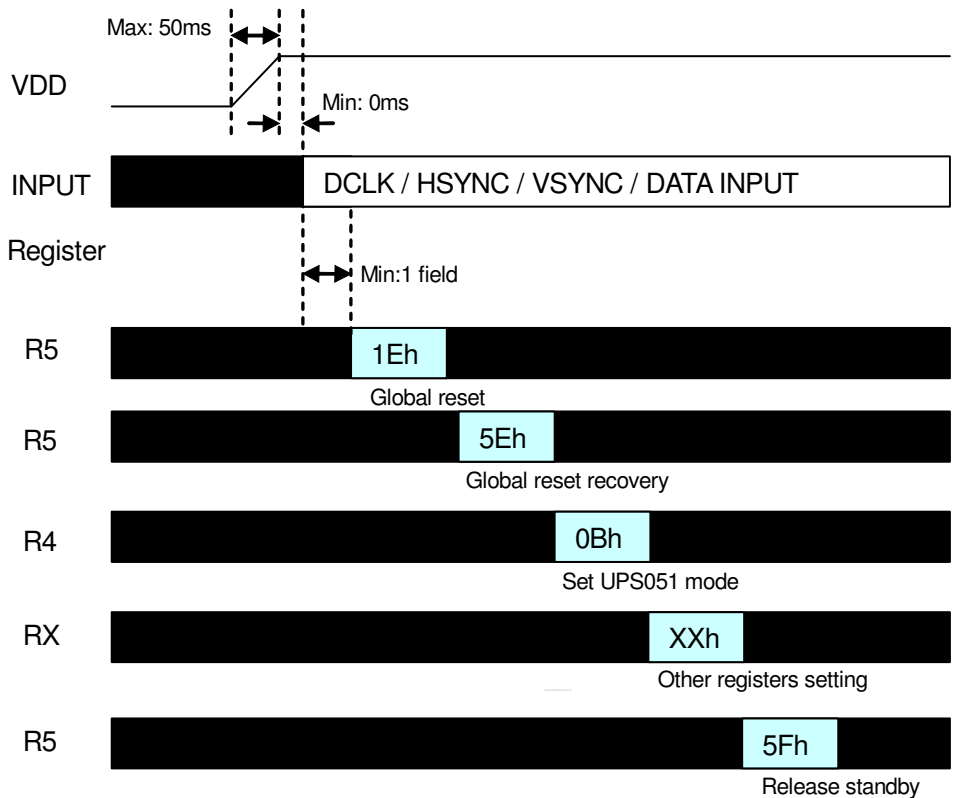 Max: 50ms
VDD
Min: 0ms
INPUT
DCLK / HSYNC / VSYNC / DATA INPUT
Register
Min:1 field
R5
1Eh
Global reset
R5
5Eh
Global reset recovery
R4
0Bh
Set UPS051 mode
RX
XXh
Other registers setting
R5
5Fh
Release standby